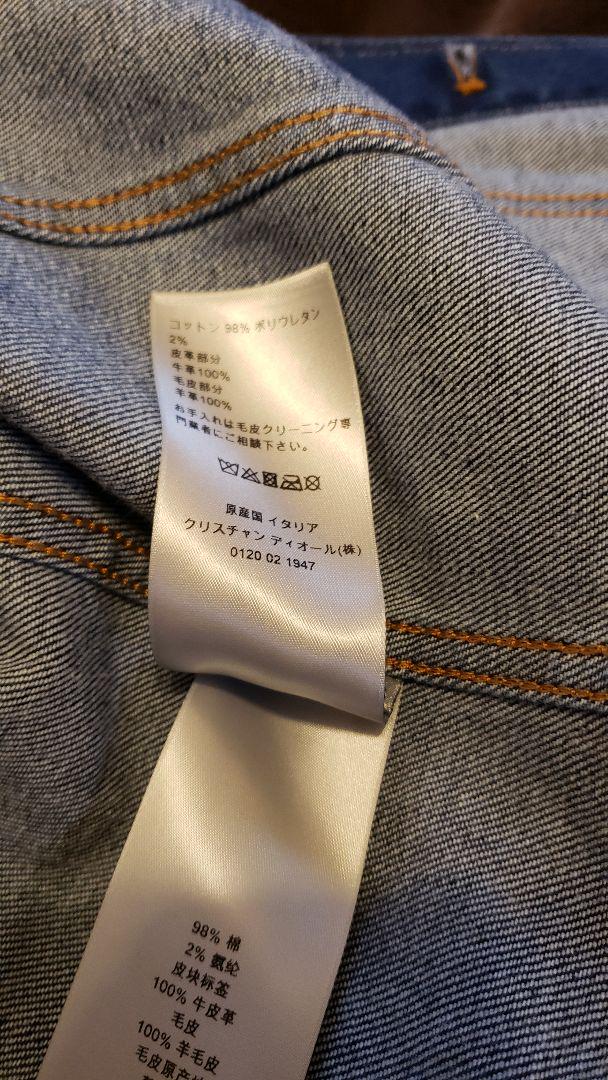 コットン 98% ポリウレタン
2%
皮革部分
牛革100%
毛皮部分
羊革100%
お手入れは毛皮クリーニング専
門業者にご相談下さい。
原産国 イタリア
クリスチャン ディオール(株)
0120 02 1947
98% 棉
2% 氨纶
皮块标签
100% 牛皮革
毛皮
100% 羊毛皮
毛皮原产